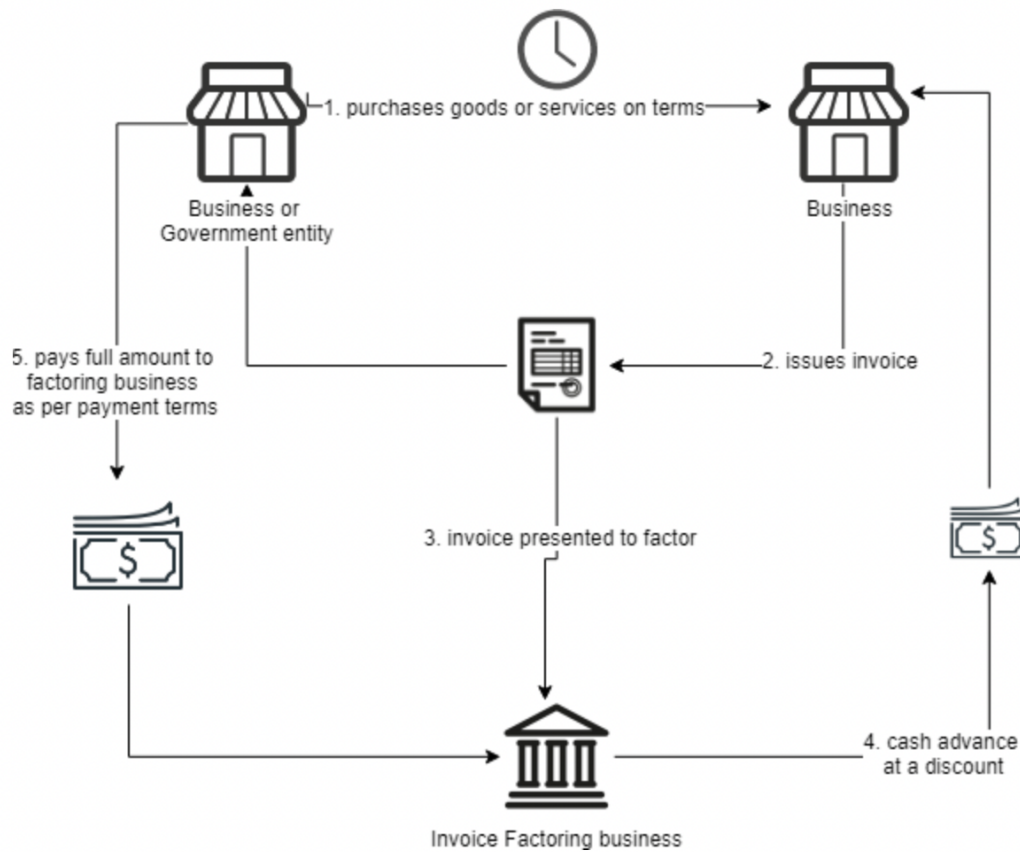 1. purchases goods or services on terms
Business or
Government entity
Business
5. pays full amount to
factoring business
as per payment terms
2. issues invoice
$
$
3. invoice presented to factor
4. cash advance
at a discount
Invoice Factoring business